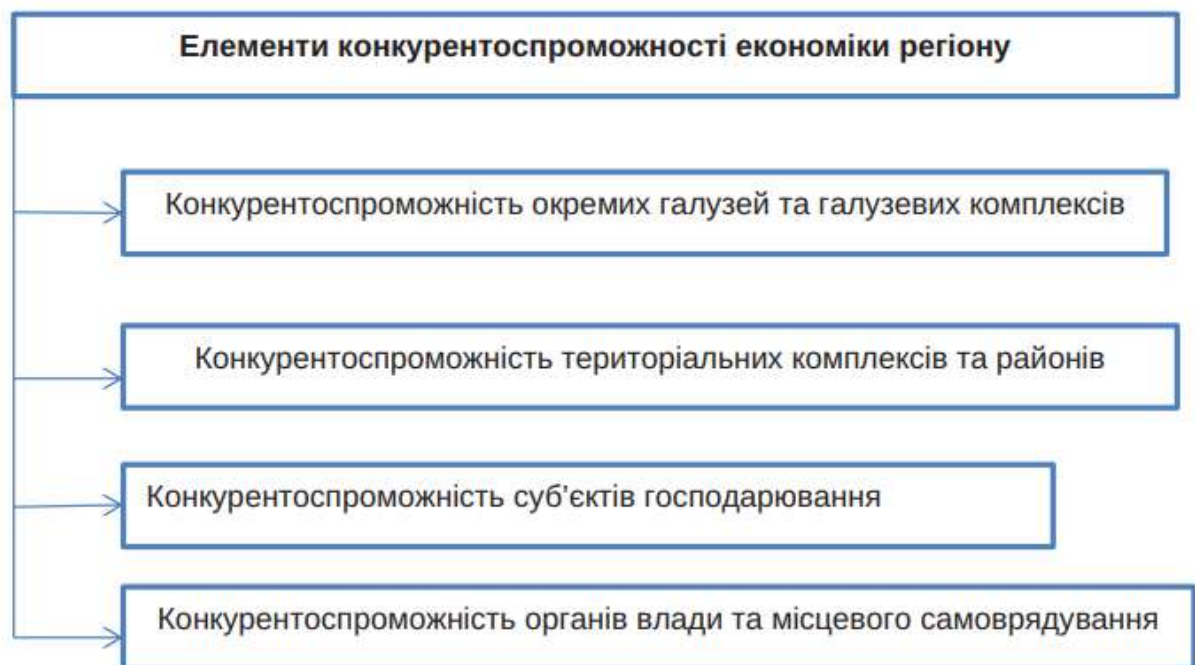 Елементи конкурентоспроможності економіки регіону
Конкурентоспроможність окремих галузей та галузевих комплексів
Конкурентоспроможність територіальних комплексів та районів
Конкурентоспроможність суб’єктів господарювання
Конкурентоспроможність органів влади та місцевого самоврядування